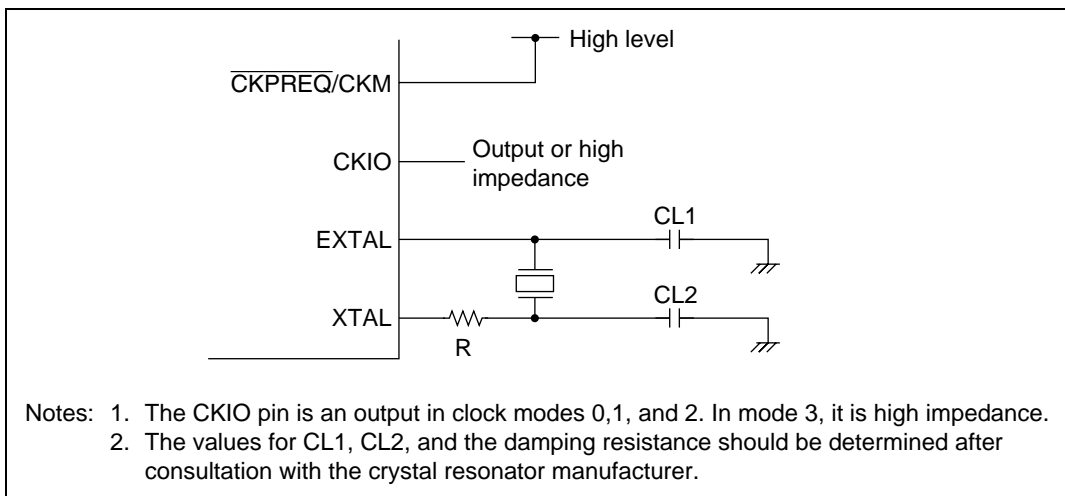 High level
CKPREQ/CKM
CKIO
Output or high
impedance
CL1
EXTAL
CL2
XTAL
R
Notes: 1. The CKIO pin is an output in clock modes 0,1, and 2. In mode 3, it is high impedance.
2. The values for CL1, CL2, and the damping resistance should be determined after
consultation with the crystal resonator manufacturer.